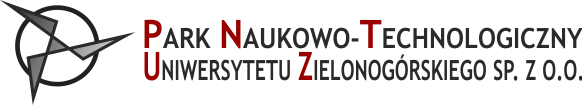 Park Naukowo-Technologiczny
Uniwersytetu Zielonogórskiego sp. z o.o.